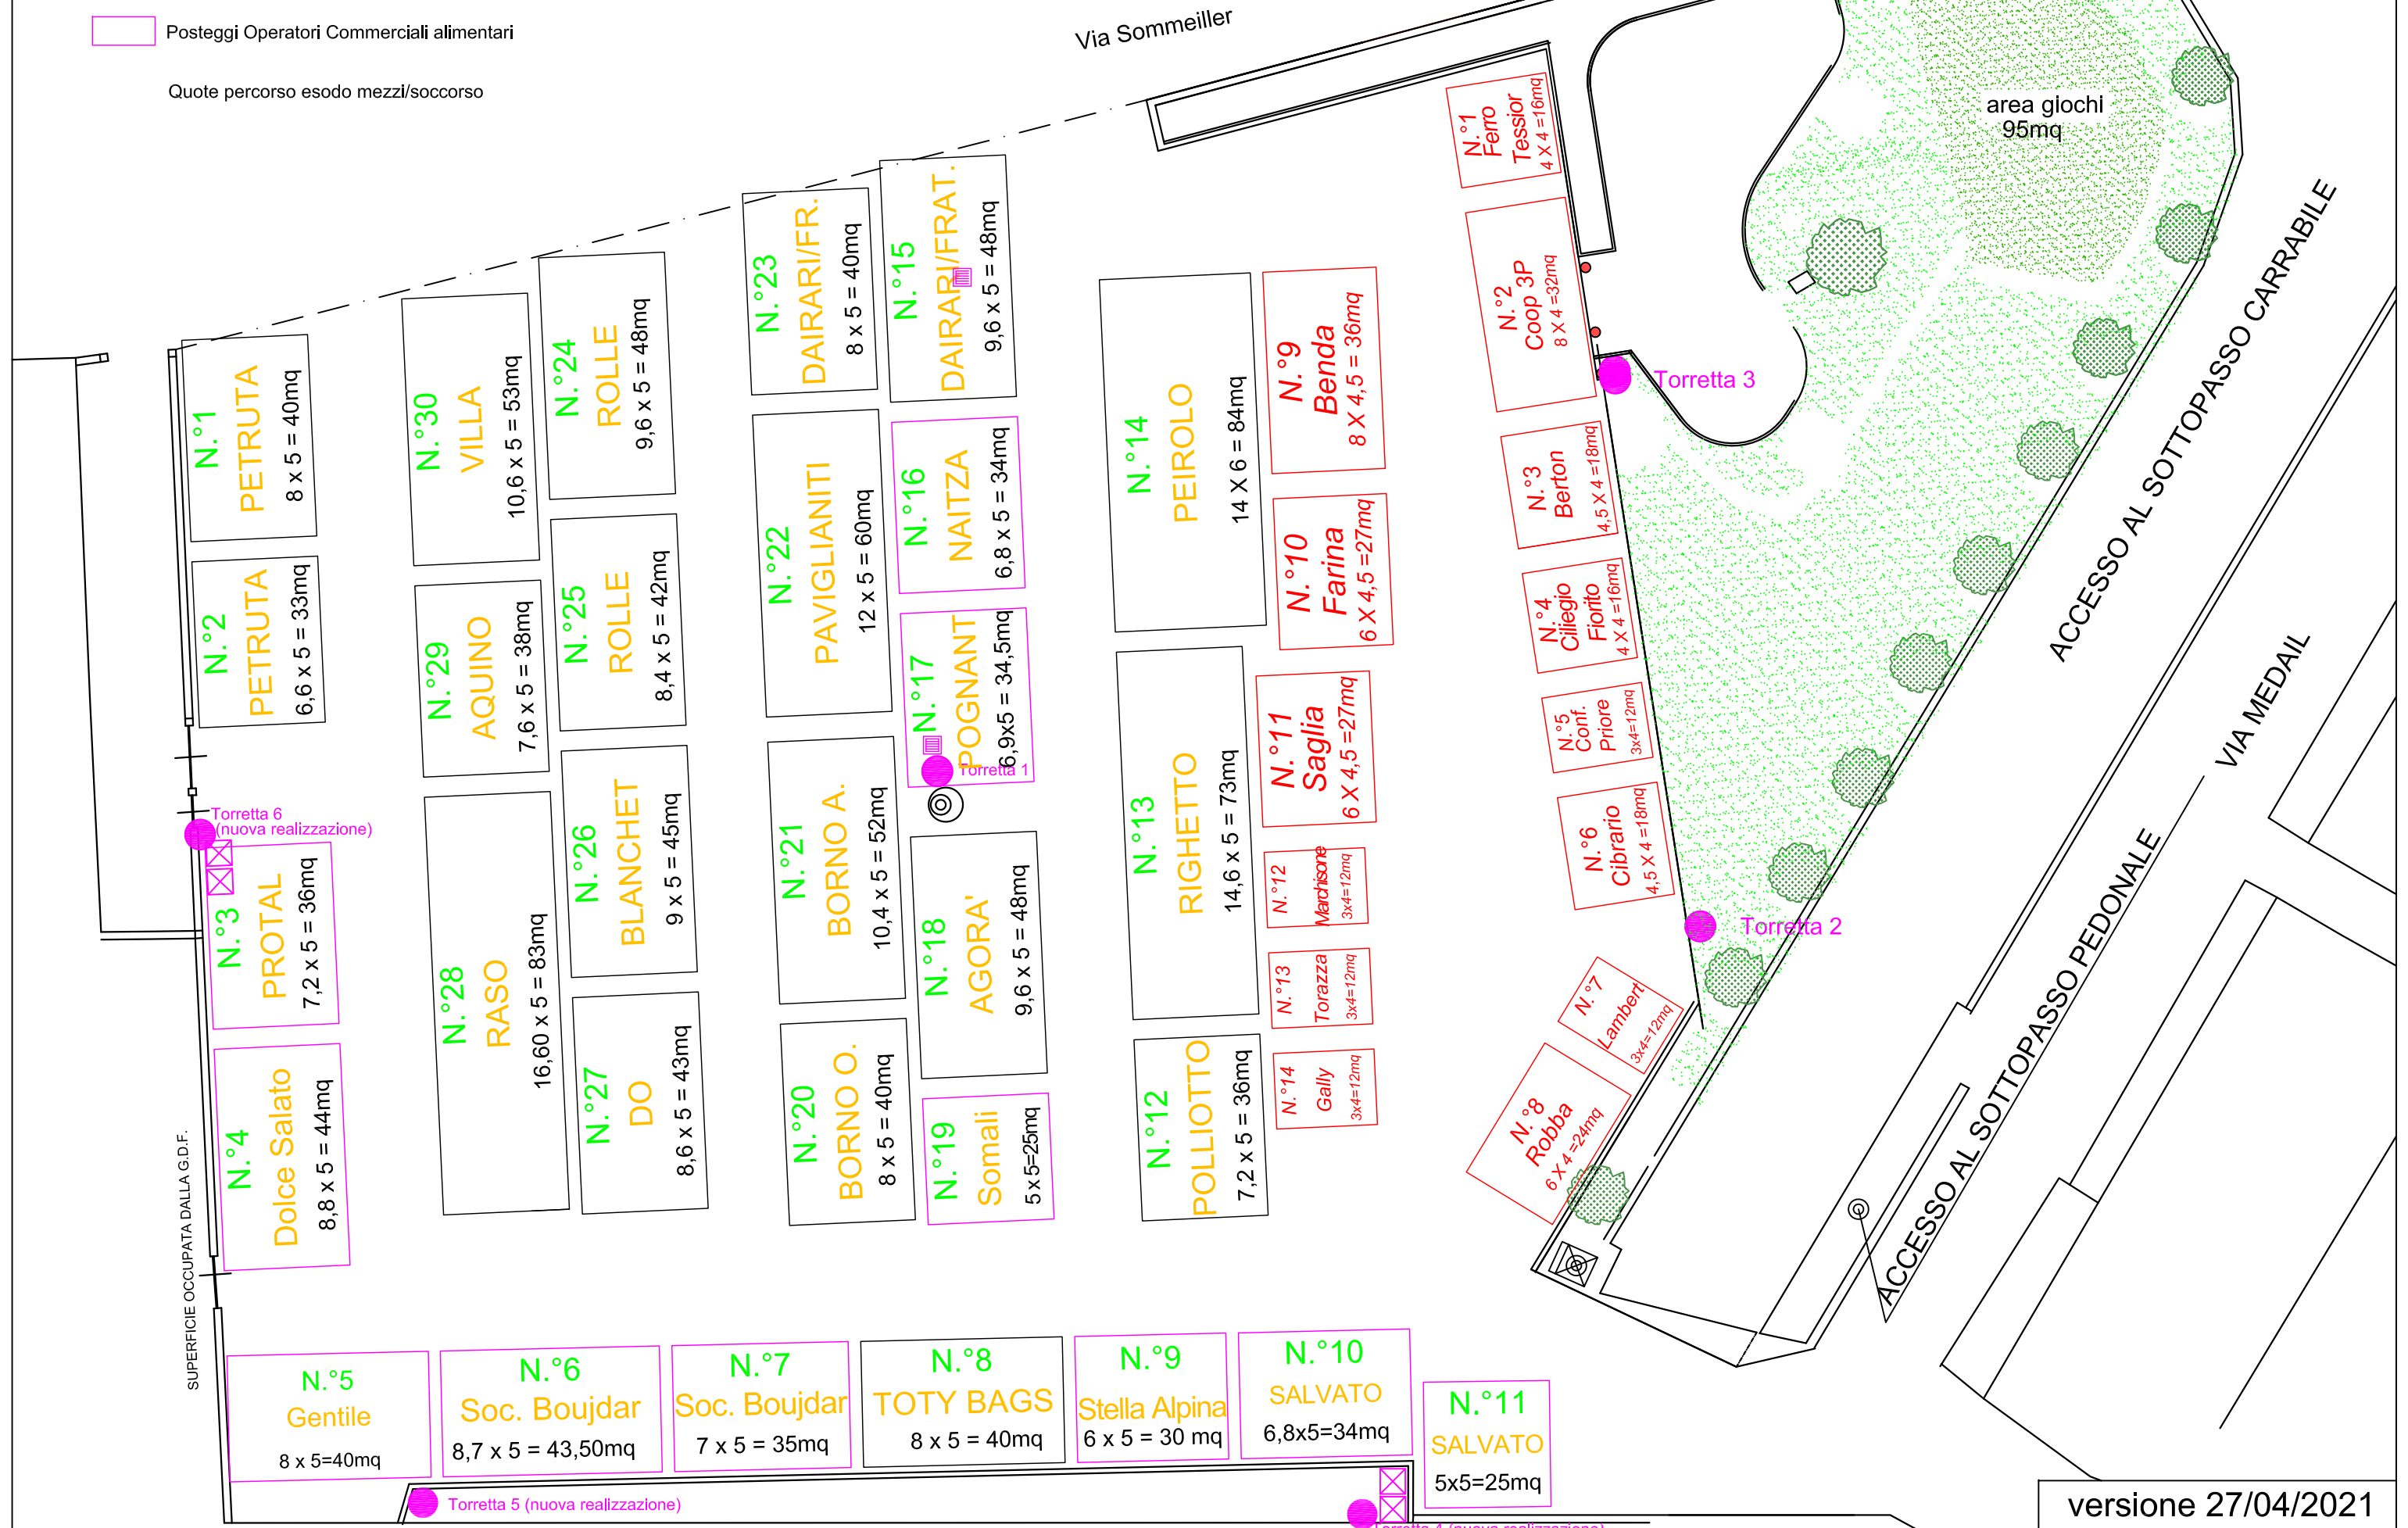 Posteggi Operatori Commerciali alimentari
Quote percorso esodo mezzi/soccorso
Via Sommeiller
area giochi
95mq
ACCESSO AL SOTTOPASSO CARRABILE
VIA MEDAIL
ACCESSO AL SOTTOPASSO PEDONALE
SUPERFICIE OCCUPATA DALLA G.D.F.
N.°1
PETRUTA
8 x 5 = 40mq
N.°2
PETRUTA
6,6 x 5 = 33mq
Torretta 6
(nuova realizzazione)
N.°3
PROTAL
7,2 x 5 = 36mq
N.°4
Dolce Salato
8,8 x 5 = 44mq
N.°30
VILLA
10,6 x 5 = 53mq
N.°29
AQUINO
7,6 x 5 = 38mq
N.°28
RASO
16,60 x 5 = 83mq
N.°24
ROLLE
9,6 x 5 = 48mq
N.°25
ROLLE
8,4 x 5 = 42mq
N.°26
BLANCHET
9 x 5 = 45mq
N.°27
DO
8,6 x 5 = 43mq
N.°23
DAIRARI/FR.
8 x 5 = 40mq
N.°22
PAVIGLIANITI
12 x 5 = 60mq
N.°21
BORNO A.
10,4 x 5 = 52mq
N.°20
BORNO O.
8 x 5 = 40mq
N.°15
DAIRARI/FRAT.
9,6 x 5 = 48mq
N.°16
NAITZA
6,8 x 5 = 34mq
N.°17
POGNANT
6,9x5 = 34,5mq
Torretta 1
N.°18
AGORA'
9,6 x 5 = 48mq
N.°19
Somali
5 x 5=25mq
N.°14
PEIROLO
14 X 6 = 84mq
N.°13
RIGHETTO
14,6 x 5 = 73mq
N.°12
POLLIOTTO
7,2 x 5 = 36mq
N.°9
Benda
8 X 4,5 = 36mq
N.°10
Farina
6 X 4,5 =27mq
N.°11
Saglia
6 X 4,5 =27mq
N.°12
Marchisone
3x4=12mq
N.°13
Torazza
3x4=12mq
N.°14
Gally
3x4=12mq
N.°1
Ferro
Tessior
4 X 4 =16mq
N.°2
Coop 3P
8 X 4 =32mq
Torretta 3
N.°3
Berton
4,5 X 4 =18mq
N.°4
Ciliegio
Fiorito
4 X 4 =16mq
N.°5
Conf.
Priore
3x4=12mq
N.°6
Cibrario
4,5 X 4 =18mq
Torretta 2
N.°7
Lambert
3x4=12mq
N.°8
Robba
6 X 4 =24mq
N.°5
Gentile
8 x 5=40mq
N.°6
Soc. Boujdar
8,7 x 5 = 43,50mq
N.°7
Soc. Boujdar
7 x 5 = 35mq
N.°8
TOTY BAGS
8 x 5 = 40mq
N.°9
Stella Alpina
6 x 5 = 30 mq
N.°10
SALVATO
6,8x5=34mq
N.°11
SALVATO
5x5=25mq
Torretta 5 (nuova realizzazione)
Torretta 4 (nuova realizzazione)
versione 27/04/2021